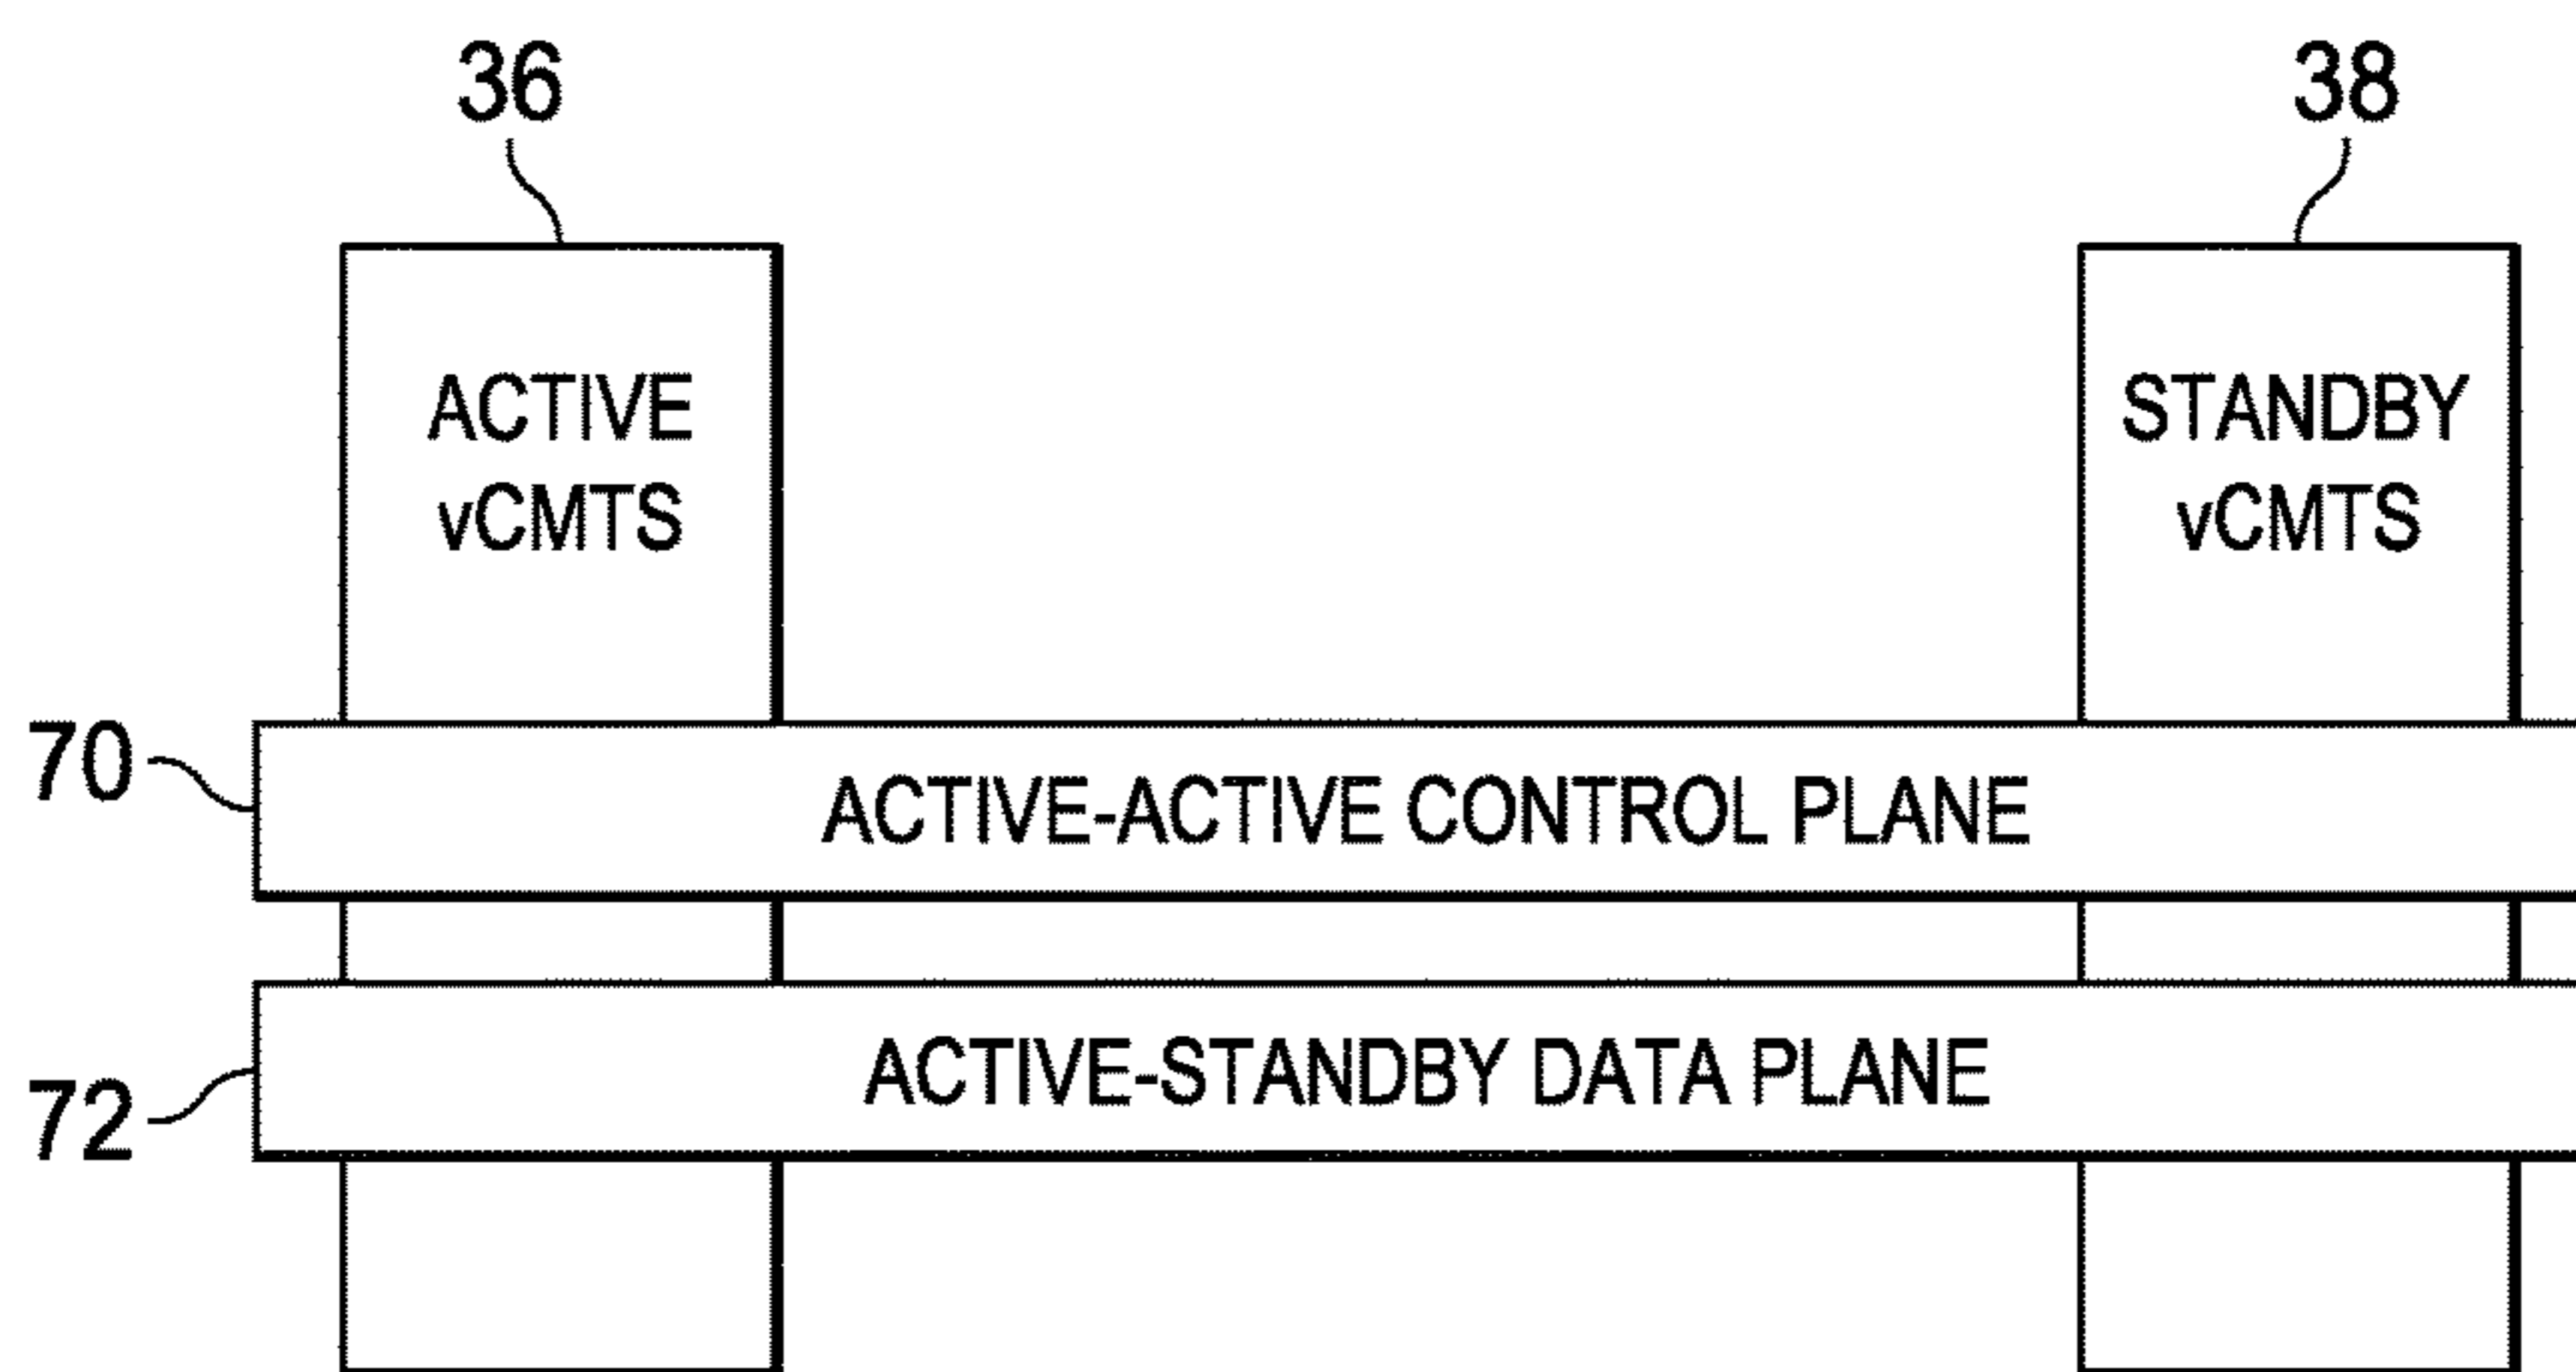 36
38
ACTIVE
vCMTS
STANDBY
vCMTS
70
ACTIVE-ACTIVE CONTROL PLANE
72
ACTIVE-STANDBY DATA PLANE